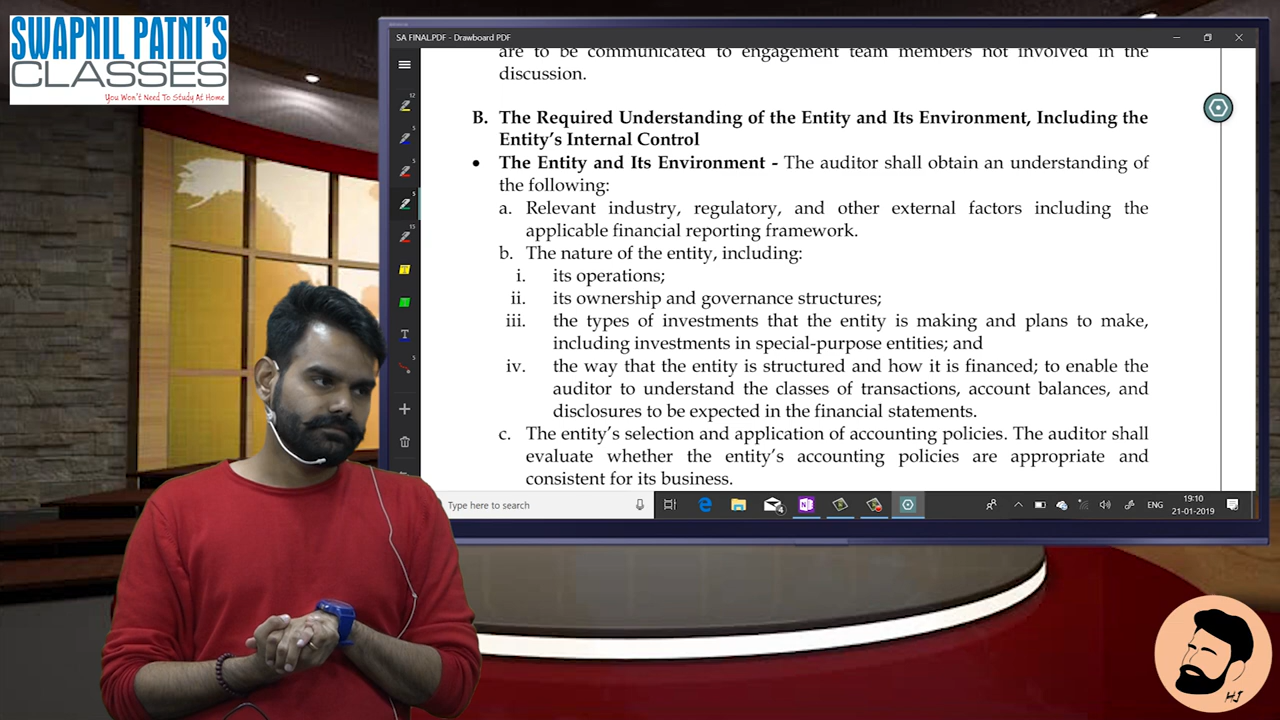 SWAPNIL PATNI'S
CLASSES
You Won't Need To Study At Home
SA FINAL.PDF - Drawboard PDF
are to be communicated to engagement team members not involved in the
discussion.
B. The Required Understanding of the Entity and Its Environment, Including the
Entity's Internal Control
• The Entity and Its Environment - The auditor shall obtain an understanding of
the following:
a. Relevant industry, regulatory, and other external factors including the
applicable financial reporting framework.
b. The nature of the entity, including:
i. its operations;
ii. its ownership and governance structures;
iii. the types of investments that the entity is making and plans to make,
including investments in special-purpose entities; and
iv. the way that the entity is structured and how it is financed; to enable the
auditor to understand the classes of transactions, account balances, and
disclosures to be expected in the financial statements.
c. The entity's selection and application of accounting policies. The auditor shall
evaluate whether the entity's accounting policies are appropriate and
consistent for its business.
Type here to search
4
ENG
19:10
21-01-2019
HJ